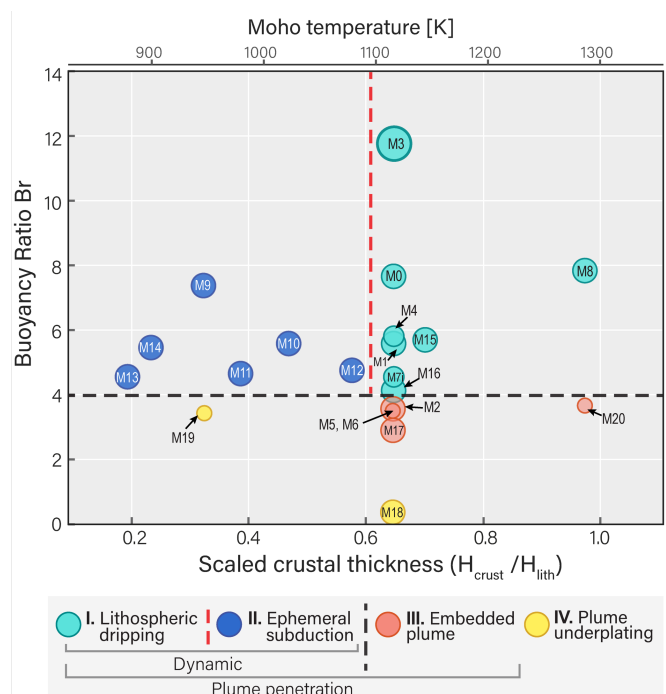 Moho temperature [K]
900 1000 1100 1200 1300
Buoyancy Ratio Br
14
12
10
8
6
4
2
0
M3
M0
M8
M9
M4
M14
M10
M1
M15
M13
M11
M12
M7
M16
M19
M5, M6
M2
M17
M20
M18
0.2 0.4 0.6 0.8 1.0
Scaled crustal thickness (Hcrust /Hlith)
I. Lithospheric
dripping
II. Ephemeral
subduction
III. Embedded
plume
IV. Plume
underplating
Dynamic
Plume penetration